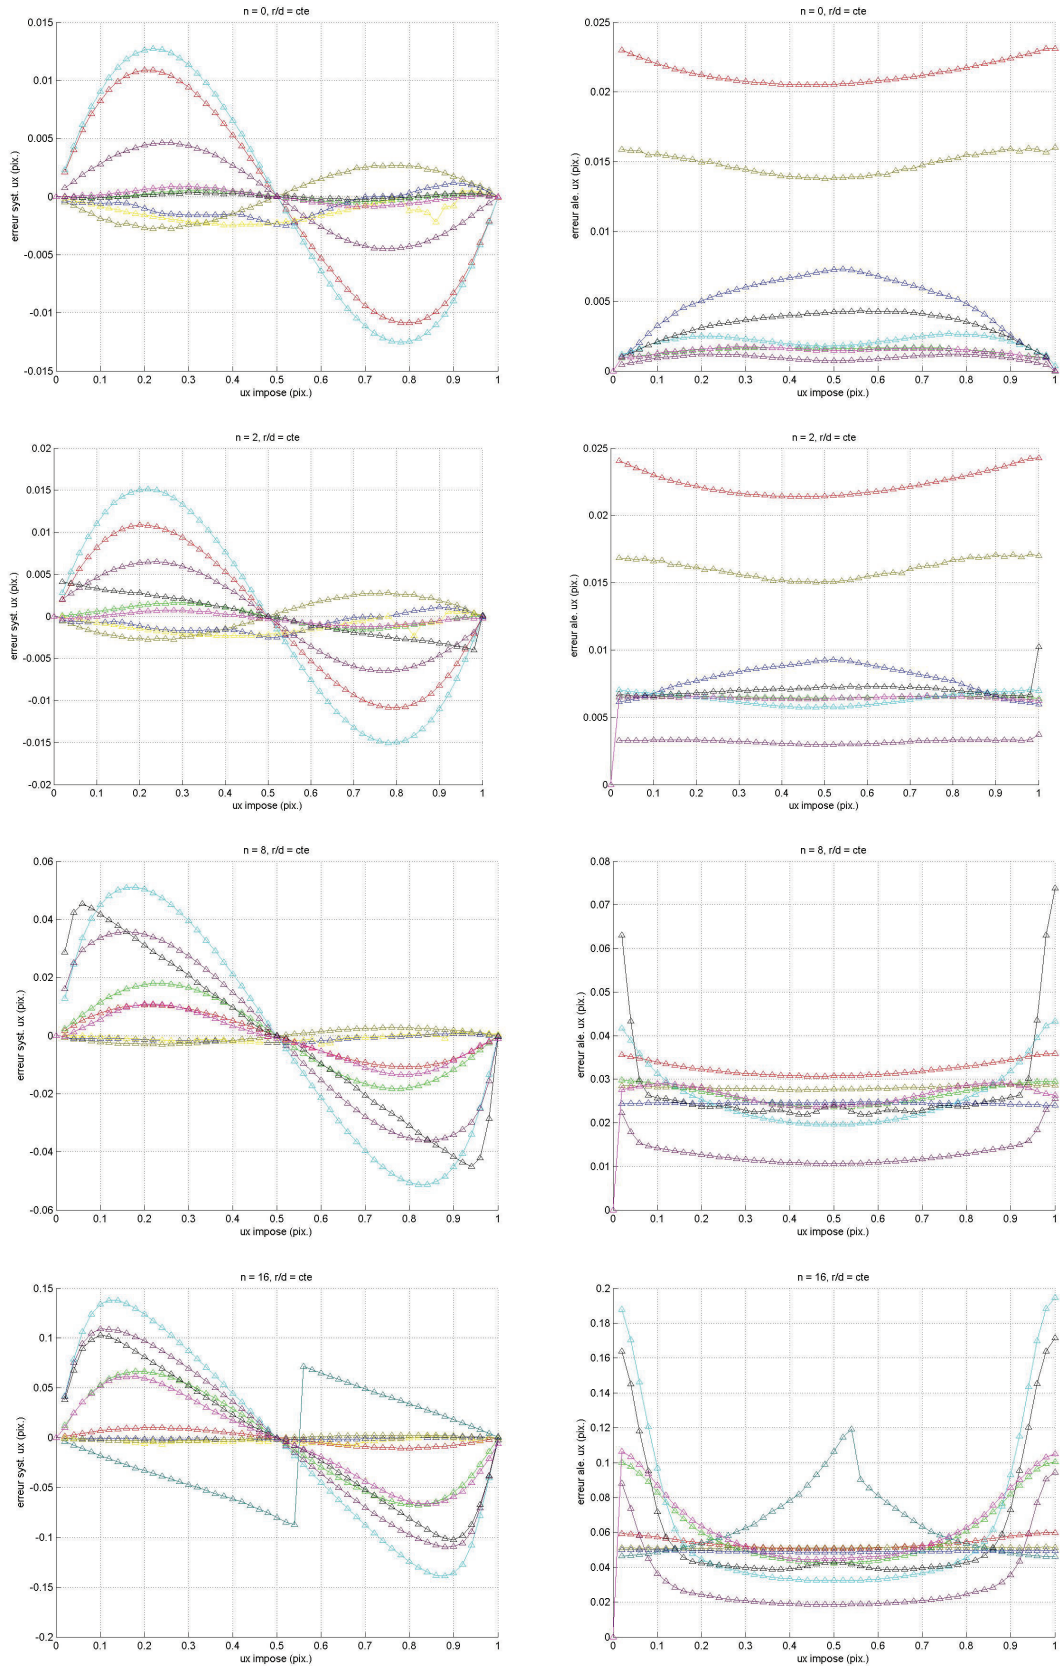 n = 0, r/d = cte
erreur syst. ux (pix.)
0.015
0.01
0.005
0
-0.005
-0.01
-0.015
0 0.1 0.2 0.3 0.4 0.5 0.6 0.7 0.8 0.9 1
ux impose (pix.)
n = 0, r/d = cte
erreur ale. ux (pix.)
0.025
0.02
0.015
0.01
0.005
0
0 0.1 0.2 0.3 0.4 0.5 0.6 0.7 0.8 0.9 1
ux impose (pix.)
n = 2, r/d = cte
erreur syst. ux (pix.)
0.02
0.015
0.01
0.005
0
-0.005
-0.01
-0.015
-0.02
0 0.1 0.2 0.3 0.4 0.5 0.6 0.7 0.8 0.9 1
ux impose (pix.)
n = 2, r/d = cte
erreur ale. ux (pix.)
0.025
0.02
0.015
0.01
0.005
0
0 0.1 0.2 0.3 0.4 0.5 0.6 0.7 0.8 0.9 1
ux impose (pix.)
n = 8, r/d = cte
erreur syst. ux (pix.)
0.06
0.04
0.02
0
-0.02
-0.04
-0.06
0 0.1 0.2 0.3 0.4 0.5 0.6 0.7 0.8 0.9 1
ux impose (pix.)
n = 8, r/d = cte
erreur ale. ux (pix.)
0.08
0.07
0.06
0.05
0.04
0.03
0.02
0.01
0
0 0.1 0.2 0.3 0.4 0.5 0.6 0.7 0.8 0.9 1
ux impose (pix.)
n = 16, r/d = cte
erreur syst. ux (pix.)
0.15
0.1
0.05
0
-0.05
-0.1
-0.15
-0.2
0 0.1 0.2 0.3 0.4 0.5 0.6 0.7 0.8 0.9 1
ux impose (pix.)
n = 16, r/d = cte
erreur ale. ux (pix.)
0.2
0.18
0.16
0.14
0.12
0.1
0.08
0.06
0.04
0.02
0
0 0.1 0.2 0.3 0.4 0.5 0.6 0.7 0.8 0.9 1
ux impose (pix.)